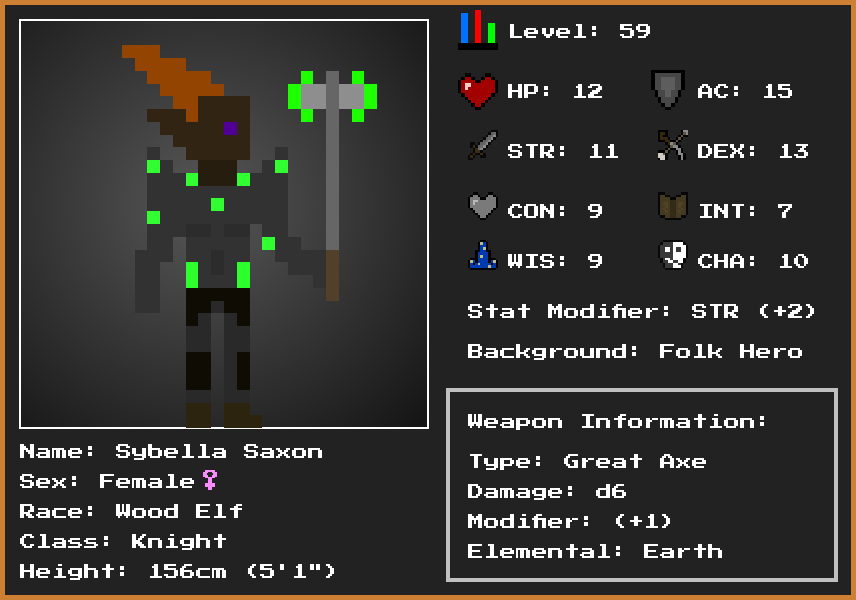 Level: 59
HP: 12 AC: 15
STR: 11 DEX: 13
CON: 9 INT: 7
WIS: 9 CHA: 10
Stat Modifier: STR (+2)
Background: Folk Hero
Weapon Information:
Type: Great Axe
Damage: d6
Modifier: (+1)
Elemental: Earth
Name: Sybella Saxon
Sex: Female♀
Race: Wood Elf
Class: Knight
Height: 156cm (5'1")